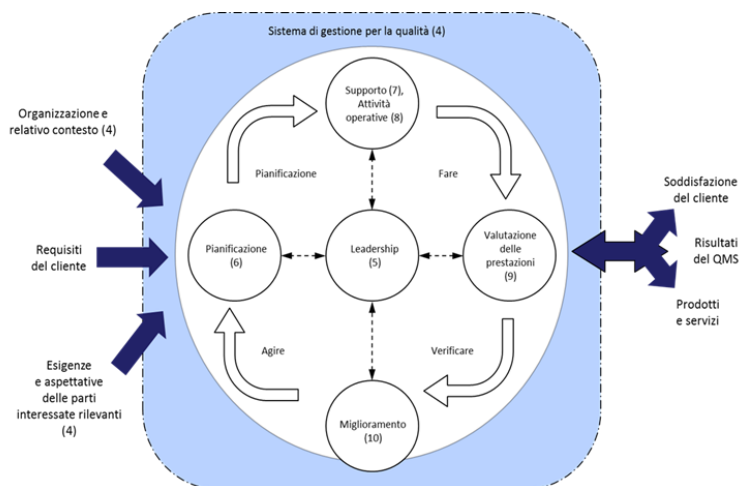 Sistema di gestione per la qualità (4)
Organizzazione e
relativo contesto (4)
Requisiti
del cliente
Esigenze
e aspettative
delle parti
interessate rilevanti
(4)
Supporto (7),
Attività
operative (8)
Pianificazione
Fare
Pianificazione
(6)
Leadership
(5)
Valutazione
delle
prestazioni
(9)
Agire
Verificare
Miglioramento
(10)
Soddisfazione
del cliente
Risultati
del QMS
Prodotti
e servizi